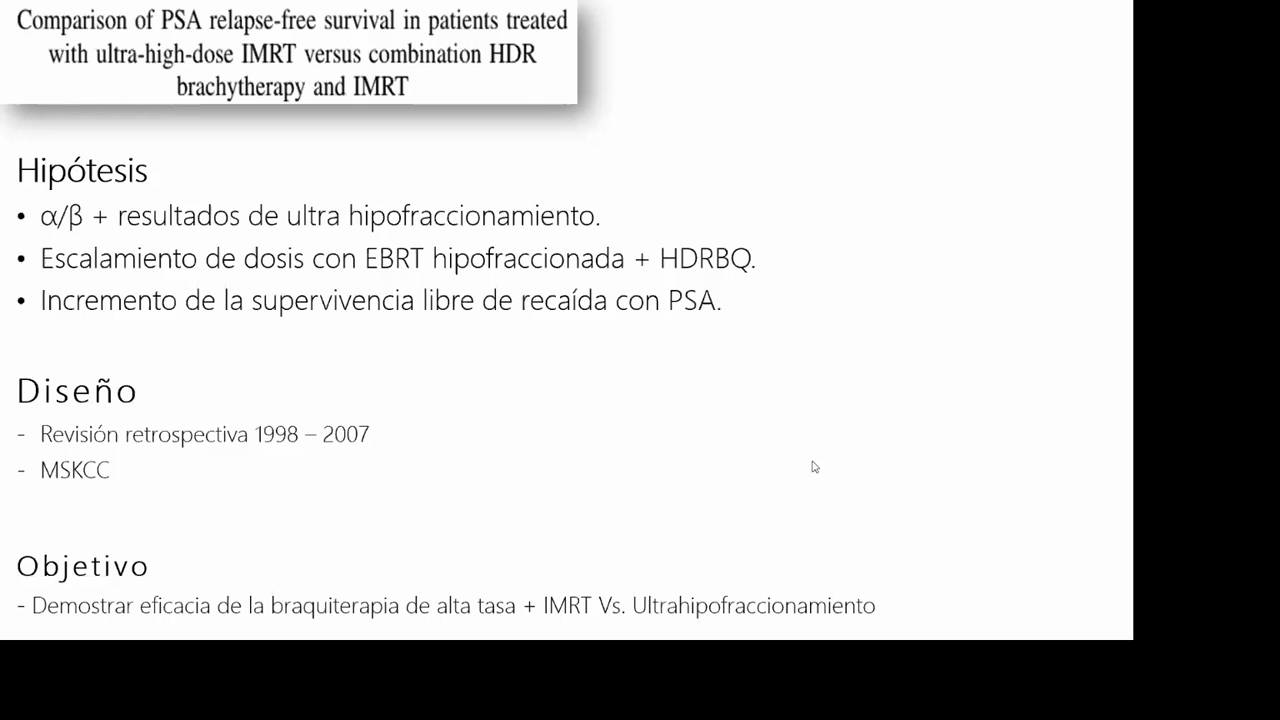 Comparison of PSA relapse-free survival in patients treated
with ultra-high-dose IMRT versus combination HDR
brachytherapy and IMRT
Hipótesis
• α/β + resultados de ultra hipofraccionamiento.
• Escalamiento de dosis con EBRT hipofraccionada + HDRBQ.
• Incremento de la supervivencia libre de recaída con PSA.
Diseño
- Revisión retrospectiva 1998 – 2007
- MSKCC
Objetivo
- Demostrar eficacia de la braquiterapia de alta tasa + IMRT Vs. Ultrahipofraccionamiento